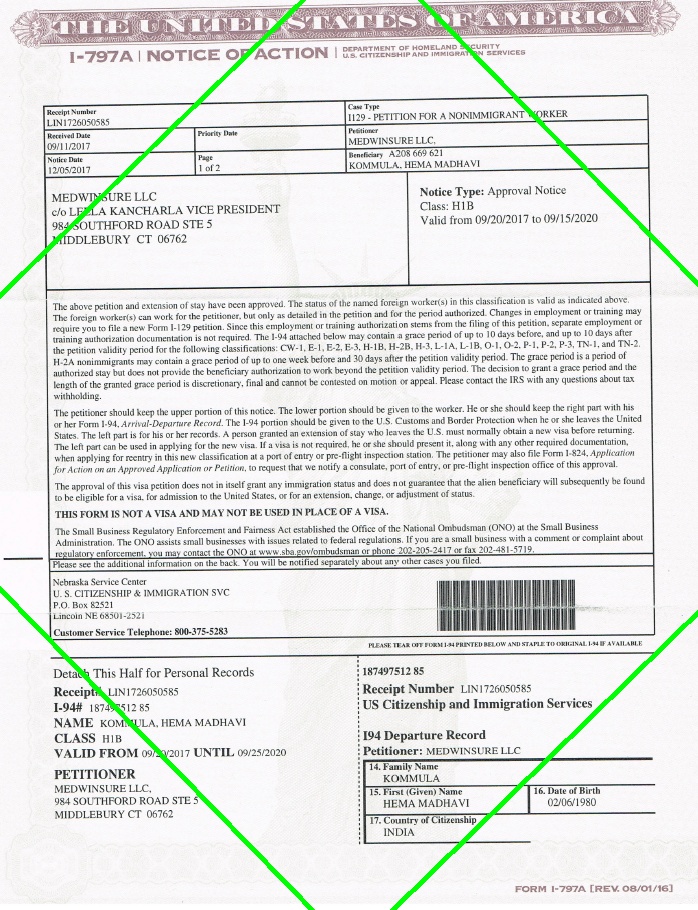 THE UNITED STATES OF AMERICA
I-797A | NOTICE OF ACTION | DEPARTMENT OF HOMELAND SECURITY
U.S. CITIZENSHIP AND IMMIGRATION SERVICES
Receipt Number
LIN1726050585
Case Type
I129 - PETITION FOR A NONIMMIGRANT WORKER
Received Date
09/11/2017
Priority Date
Petitioner
MEDWINSURE LLC,
Notice Date
12/05/2017
Page
1 of 2
Beneficiary A208 669 621
KOMMULA, HEMA MADHAVI
MEDWINSURE LLC
c/o LEELA KANCHARLA VICE PRESIDENT
984 SOUTHFORD ROAD STE 5
MIDDLEBURY CT 06762
Notice Type: Approval Notice
Class: H1B
Valid from 09/20/2017 to 09/15/2020
The above petition and extension of stay have been approved. The status of the named foreign worker(s) in this classification is valid as indicated above.
The foreign worker(s) can work for the petitioner, but only as detailed in the petition and for the period authorized. Changes in employment or training may
require you to file a new Form I-129 petition. Since this employment or training authorization stems from the filing of this petition, separate employment or
training authorization documentation is not required. The I-94 attached below may contain a grace period of up to 10 days before, and up to 10 days after
the petition validity period for the following classifications: CW-1, E-1, E-2, E-3, H-1B, H-2B, H-3, L-1A, L-1B, O-1, O-2, P-1, P-2, P-3, TN-1, and TN-2.
H-2A nonimmigrants may contain a grace period of up to one week before and 30 days after the petition validity period. The grace period is a period of
authorized stay but does not provide the beneficiary authorization to work beyond the petition validity period. The decision to grant a grace period and the
length of the granted grace period is discretionary, final and cannot be contested on motion or appeal. Please contact the IRS with any questions about tax
withholding.
The petitioner should keep the upper portion of this notice. The lower portion should be given to the worker. He or she should keep the right part with his
or her Form I-94, Arrival-Departure Record. The I-94 portion should be given to the U.S. Customs and Border Protection when he or she leaves the United
States. The left part is for his or her records. A person granted an extension of stay who leaves the U.S. must normally obtain a new visa before returning.
The left part can be used in applying for the new visa. If a visa is not required, he or she should present it, along with any other required documentation,
when applying for reentry in this new classification at a port of entry or pre-flight inspection station. The petitioner may also file Form I-824, Application
for Action on an Approved Application or Petition, to request that we notify a consulate, port of entry, or pre-flight inspection office of this approval.
The approval of this visa petition does not in itself grant any immigration status and does not guarantee that the alien beneficiary will subsequently be found
to be eligible for a visa, for admission to the United States, or for an extension, change, or adjustment of status.
THIS FORM IS NOT A VISA AND MAY NOT BE USED IN PLACE OF A VISA.
The Small Business Regulatory Enforcement and Fairness Act established the Office of the National Ombudsman (ONO) at the Small Business
Administration. The ONO assists small businesses with issues related to federal regulations. If you are a small business with a comment or complaint about
regulatory enforcement, you may contact the ONO at www.sba.gov/ombudsman or phone 202-205-2417 or fax 202-481-5719.
Please see the additional information on the back. You will be notified separately about any other cases you filed.
Nebraska Service Center
U. S. CITIZENSHIP & IMMIGRATION SVC
P.O. Box 82521
Lincoln NE 68501-2521
Customer Service Telephone: 800-375-5283
PLEASE TEAR OFF FORM I-94 PRINTED BELOW AND STAPLE TO ORIGINAL I-94 IF AVAILABLE
Detach This Half for Personal Records
Receipt# LIN1726050585
I-94# 187497512 85
NAME KOMMULA, HEMA MADHAVI
CLASS H1B
VALID FROM 09/20/2017 UNTIL 09/25/2020
PETITIONER
MEDWINSURE LLC,
984 SOUTHFORD ROAD STE 5
MIDDLEBURY CT 06762
187497512 85
Receipt Number LIN1726050585
US Citizenship and Immigration Services
I94 Departure Record
Petitioner: MEDWINSURE LLC
14. Family Name
KOMMULA
15. First (Given) Name
HEMA MADHAVI
16. Date of Birth
02/06/1980
17. Country of Citizenship
INDIA
FORM I-797A [REV. 08/01/16]